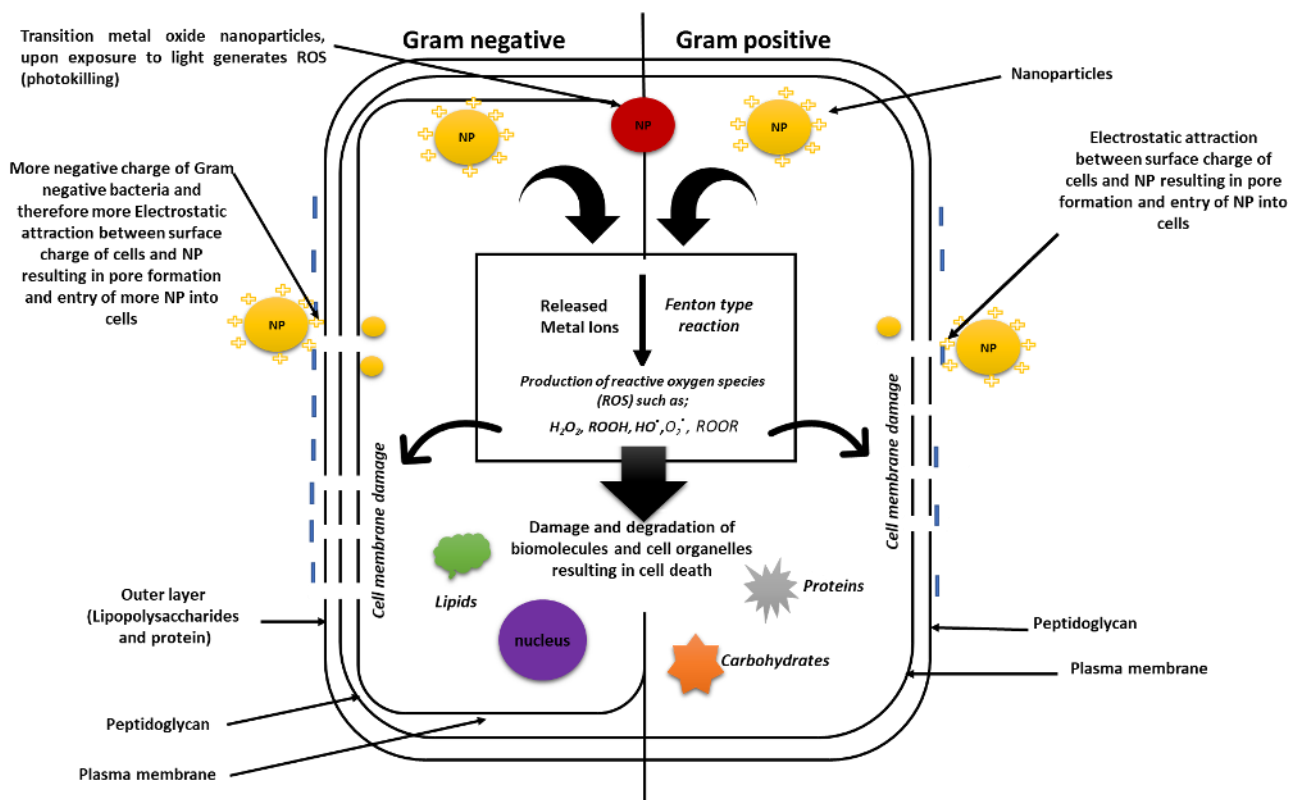 Transition metal oxide nanoparticles,
upon exposure to light generates ROS
(photokilling)
Gram negative
Gram positive
Nanoparticles
NP
NP
NP
More negative charge of Gram
negative bacteria and
therefore more Electrostatic
attraction between surface
charge of cells and NP
resulting in pore formation
and entry of more NP into
cells
Electrostatic attraction
between surface charge of
cells and NP resulting in pore
formation and entry of NP into
cells
NP
NP
Released
Metal Ions
Fenton type
reaction
Production of reactive oxygen species
(ROS) such as;
H₂O₂, ROOH, HO•,O₂•, ROOR
Cell membrane damage
Cell membrane damage
Damage and degradation of
biomolecules and cell organelles
resulting in cell death
Lipids
Proteins
nucleus
Carbohydrates
Outer layer
(Lipopolysaccharides
and protein)
Peptidoglycan
Plasma membrane
Peptidoglycan
Plasma membrane